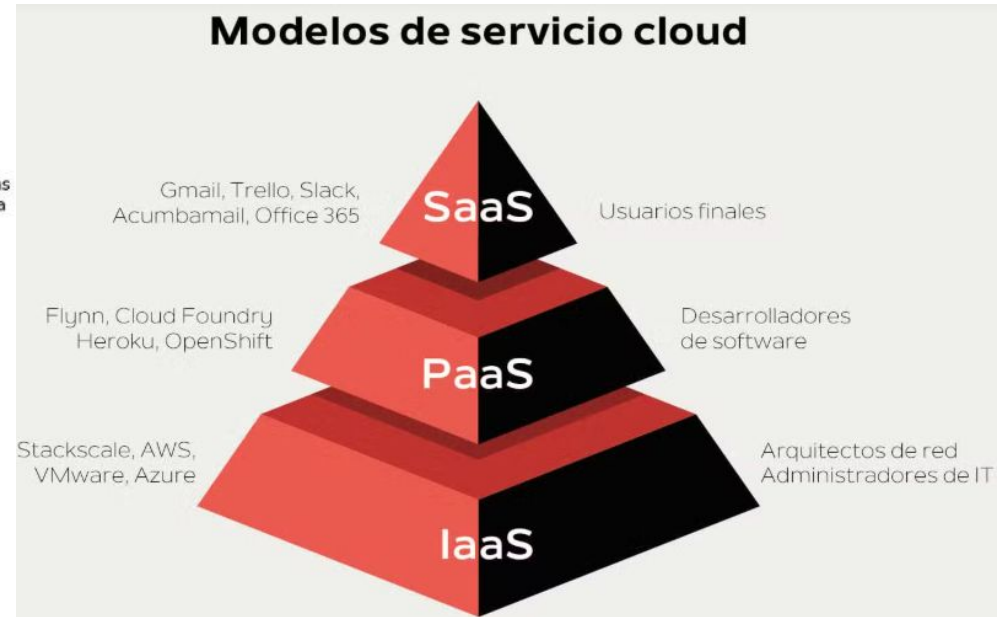 Modelos de servicio cloud
Gmail, Trello, Slack,
Acumbamail, Office 365
SaaS
Usuarios finales
Flynn, Cloud Foundry
Heroku, OpenShift
PaaS
Desarrolladores
de software
Stackscale, AWS,
VMware, Azure
IaaS
Arquitectos de red
Administradores de IT